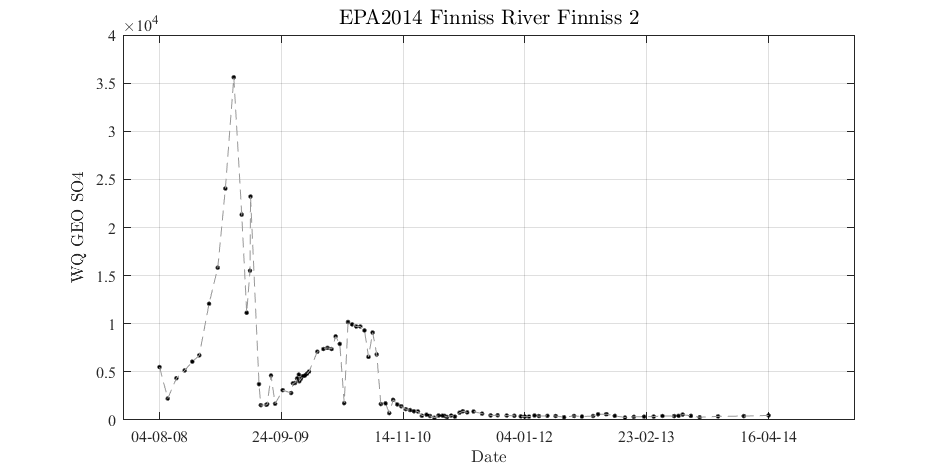 EPA2014 Finniss River Finniss 2
×10⁴
4
3.5
3
2.5
2
1.5
1
0.5
0
WQ GEO SO4
04-08-08 24-09-09 14-11-10 04-01-12 23-02-13 16-04-14
Date